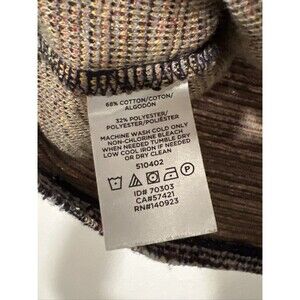 68% COTTON/COTON/
ALGODÓN
32% POLYESTER/
POLYESTER/POLIÉSTER
MACHINE WASH COLD ONLY
NON-CHLORINE BLEACH
WHEN NEEDED TUMBLE DRY
LOW COOL IRON IF NEEDED
OR DRY CLEAN
510402
P
ID# 70303
CA#57421
RN#140923